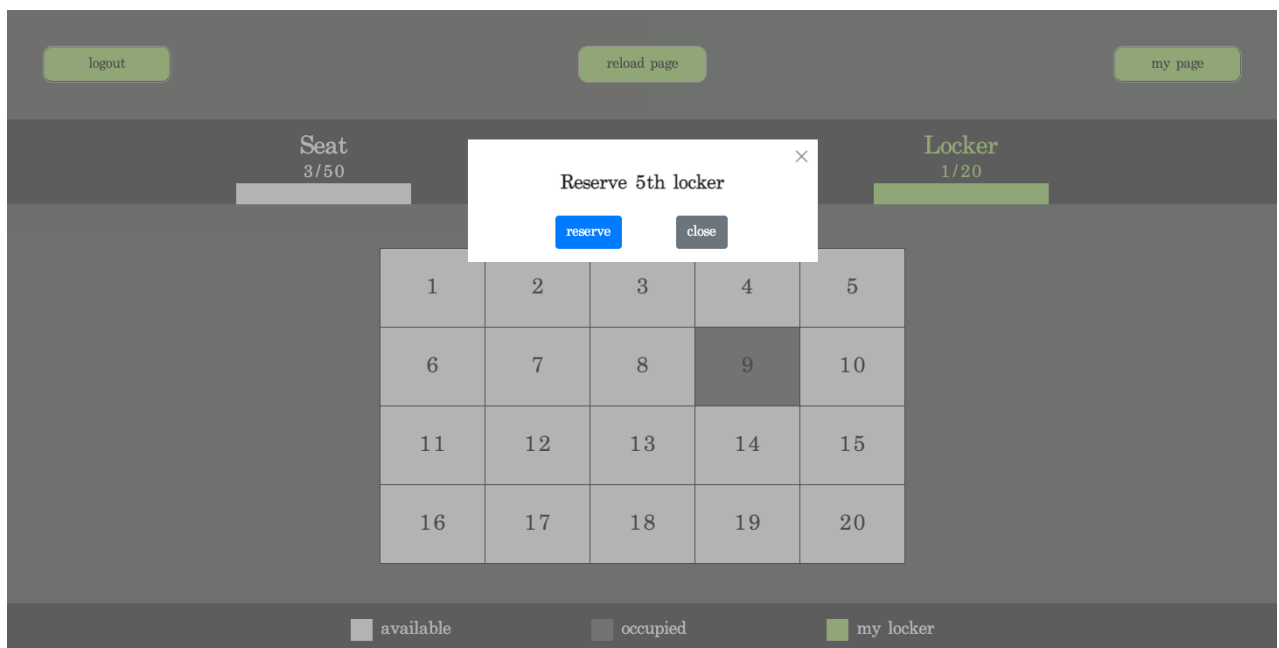 logout reload page my page
Seat Locker
3/50 1/20
Reserve 5th locker
reserve close
1 2 3 4 5
6 7 8 9 10
11 12 13 14 15
16 17 18 19 20
available occupied my locker